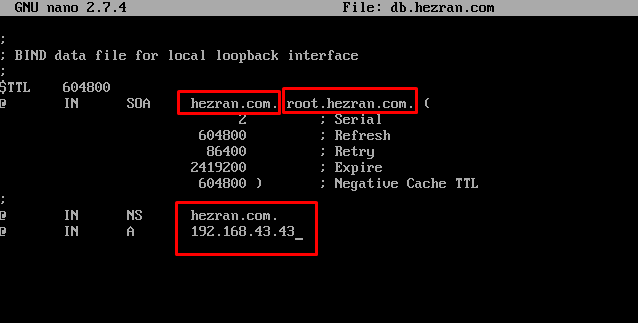 GNU nano 2.7.4 File: db.hezran.com
;
; BIND data file for local loopback interface
;
$TTL 604800
@ IN SOA hezran.com. root.hezran.com. (
2 ; Serial
604800 ; Refresh
86400 ; Retry
2419200 ; Expire
604800 ) ; Negative Cache TTL
;
@ IN NS hezran.com.
@ IN A 192.168.43.43_